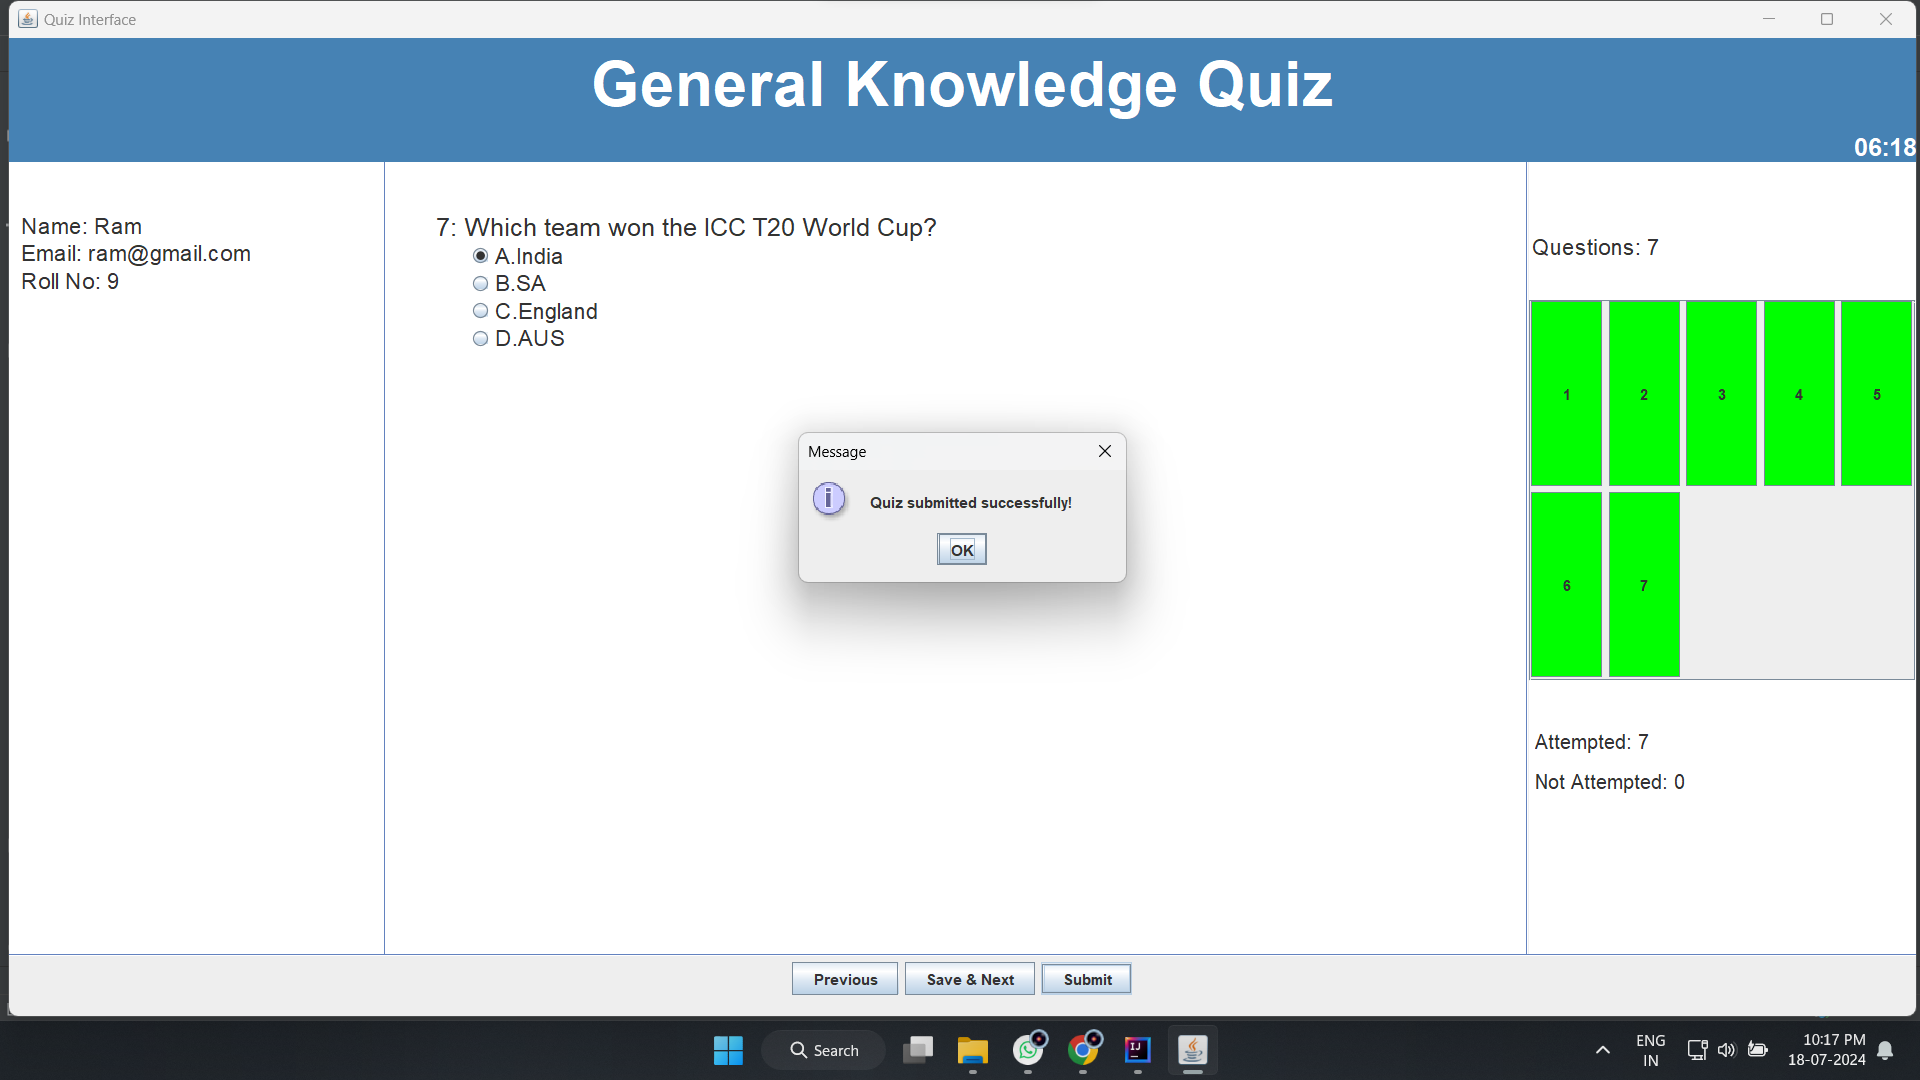 Quiz Interface
General Knowledge Quiz
06:18
Name: Ram
Email: ram@gmail.com
Roll No: 9
7: Which team won the ICC T20 World Cup?
A.India
B.SA
C.England
D.AUS
Message
Quiz submitted successfully!
OK
Questions: 7
1 2 3 4 5
6 7
Attempted: 7
Not Attempted: 0
Previous Save & Next Submit
Search
ENG
IN
10:17 PM
18-07-2024